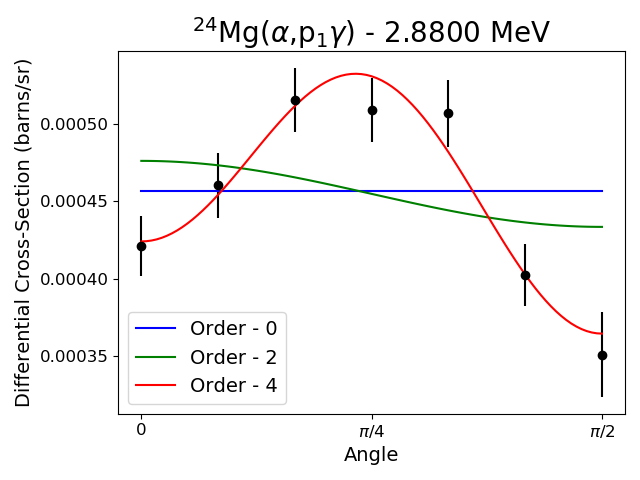 ²⁴Mg(α,p₁γ) - 2.8800 MeV
Differential Cross-Section (barns/sr)
0.00050
0.00045
0.00040
0.00035
Order - 0
Order - 2
Order - 4
0
π/4
π/2
Angle